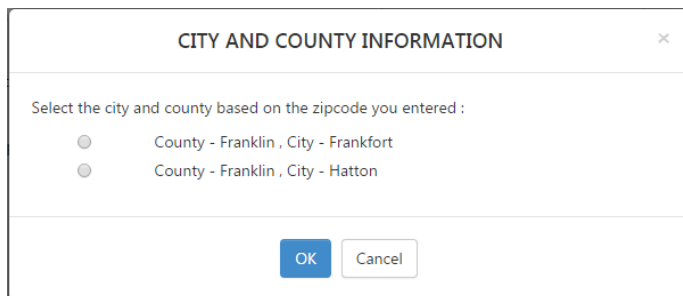 CITY AND COUNTY INFORMATION
×
Select the city and county based on the zipcode you entered :
County - Franklin , City - Frankfort
County - Franklin , City - Hatton
OK Cancel